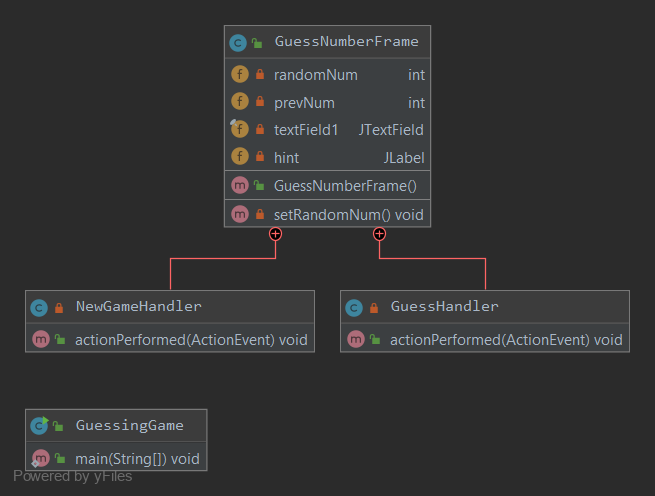 GuessNumberFrame
randomNum int
prevNum int
textField1 JTextField
hint JLabel
GuessNumberFrame()
setRandomNum() void
NewGameHandler
actionPerformed(ActionEvent) void
GuessHandler
actionPerformed(ActionEvent) void
GuessingGame
main(String[]) void
Powered by yFiles